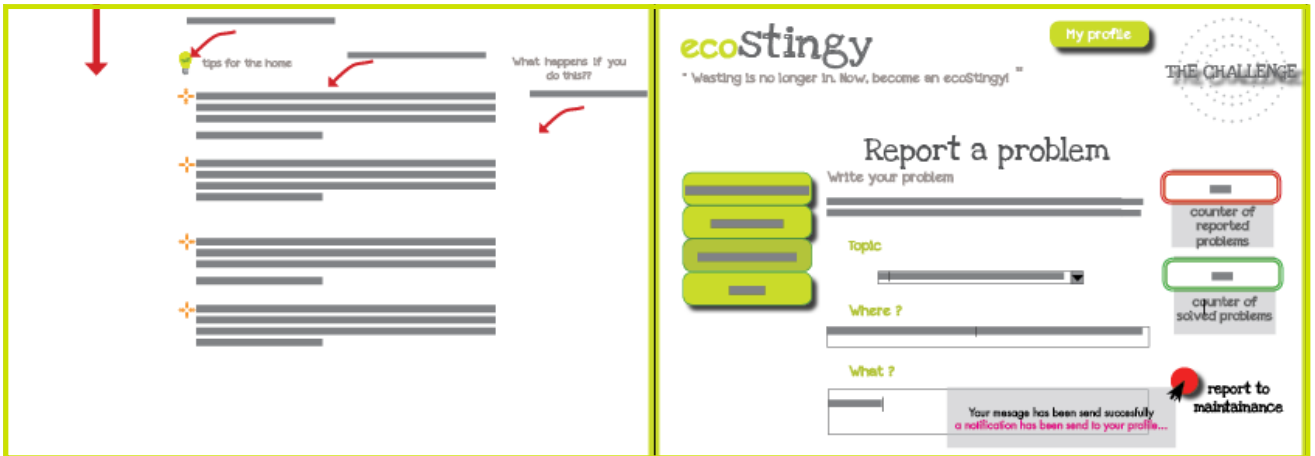 tips for the home
What happens if you
do this??
ecoStingy
" Wasting is no longer in. Now, become an ecoStingy! "
My profile
THE CHALLENGE
Report a problem
Write your problem
Topic
Where ?
What ?
counter of
reported
problems
counter of
solved problems
report to
maintainance
Your mesage has been send succesfully
a notification has been send to your profile...